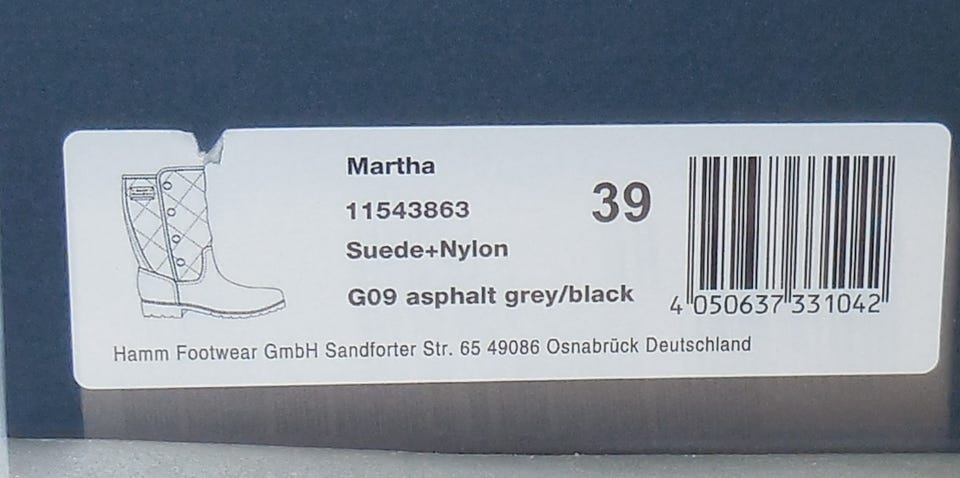 Martha
11543863
39
Suede+Nylon
G09 asphalt grey/black
4 050637 331042
Hamm Footwear GmbH Sandforter Str. 65 49086 Osnabrück Deutschland